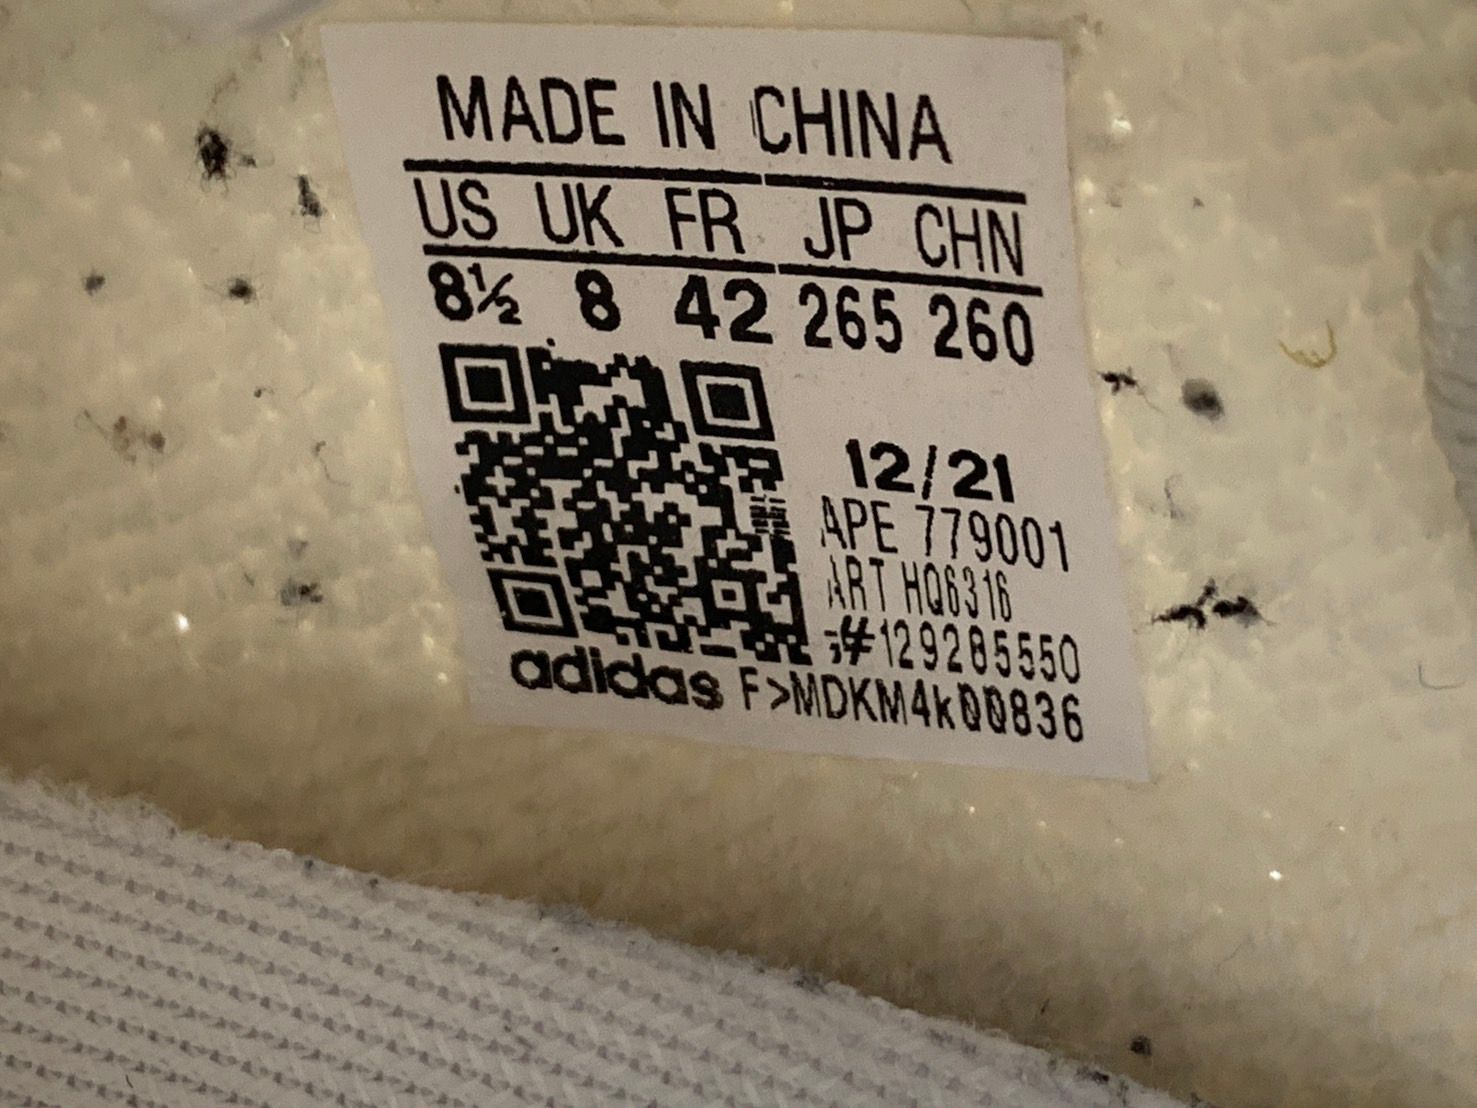 MADE IN CHINA
US UK FR JP CHN
8½ 8 42 265 260
12/21
APE 779001
ART HQ6316
;#129285550
adidas F>MDKM4k00836